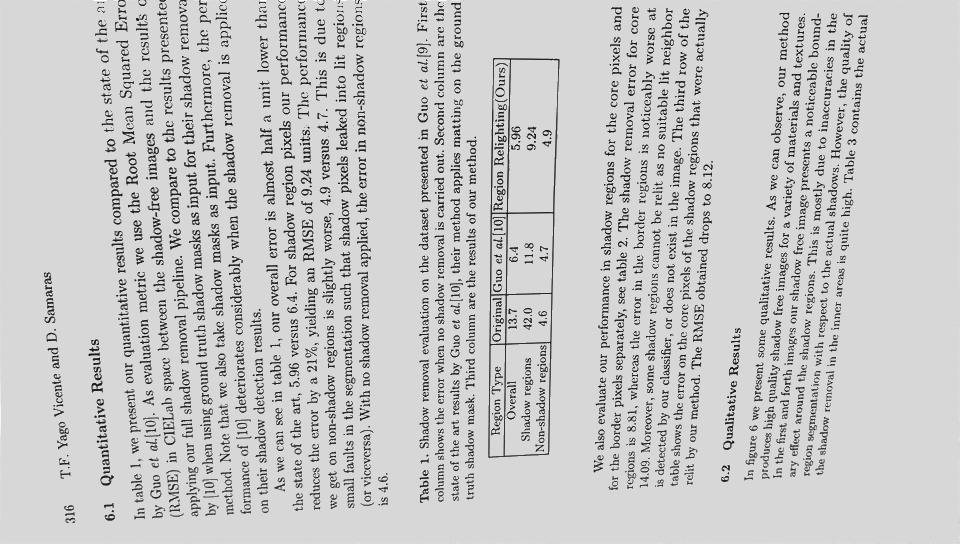 316 T.F. Yago Vicente and D. Samaras
6.1 Quantitative Results
In table 1, we present our quantitative results compared to the state of the
by Guo et al.[10]. As evaluation metric we use the Root Mean Squared Erro
(RMSE) in CIELab space between the shadow-free images and the results
applying our full shadow removal pipeline. We compare to the results presented
by [10] when using ground truth shadow masks as input for their shadow remova
method. Note that we also take shadow masks as input. Furthermore, the per
formance of [10] deteriorates considerably when the shadow removal is applie
on their shadow detection results.
As we can see in table 1, our overall error is almost half a unit lower than
the state of the art, 5.96 versus 6.4. For shadow region pixels our performance
reduces the error by a 21%, yielding an RMSE of 9.24 units. The performance
we get on non-shadow regions is slightly worse, 4.9 versus 4.7. This is due to
small faults in the segmentation such that shadow pixels leaked into lit regions
(or viceversa). With no shadow removal applied, the error in non-shadow regions
is 4.6.
Table 1. Shadow removal evaluation on the dataset presented in Guo et al.[9]. First
column shows the error when no shadow removal is carried out. Second column are the
state of the art results by Guo et al.[10], their method applies matting on the ground
truth shadow mask. Third column are the results of our method.
Region Type Original Guo et al.[10] Region Relighting(Ours)
Overall 13.7 6.4 5.96
Shadow regions 42.0 11.8 9.24
Non-shadow regions 4.6 4.7 4.9
We also evaluate our performance in shadow regions for the core pixels and
for the border pixels separately, see table 2. The shadow removal error for core
regions is 8.81, whereas the error in the border regions is noticeably worse at
14.09. Moreover, some shadow regions cannot be relit as no suitable lit neighbor
is detected by our classifier, or does not exist in the image. The third row of the
table shows the error on the core pixels of the shadow regions that were actually
relit by our method. The RMSE obtained drops to 8.12.
6.2 Qualitative Results
In figure 6 we present some qualitative results. As we can observe, our method
produces high quality shadow free images for a variety of materials and textures.
In the first and forth images our shadow free image presents a noticeable bound-
ary effect around the shadow regions. This is mostly due to inaccuracies in the
region segmentation with respect to the actual shadows. However, the quality of
the shadow removal in the inner areas is quite high. Table 3 contains the actual